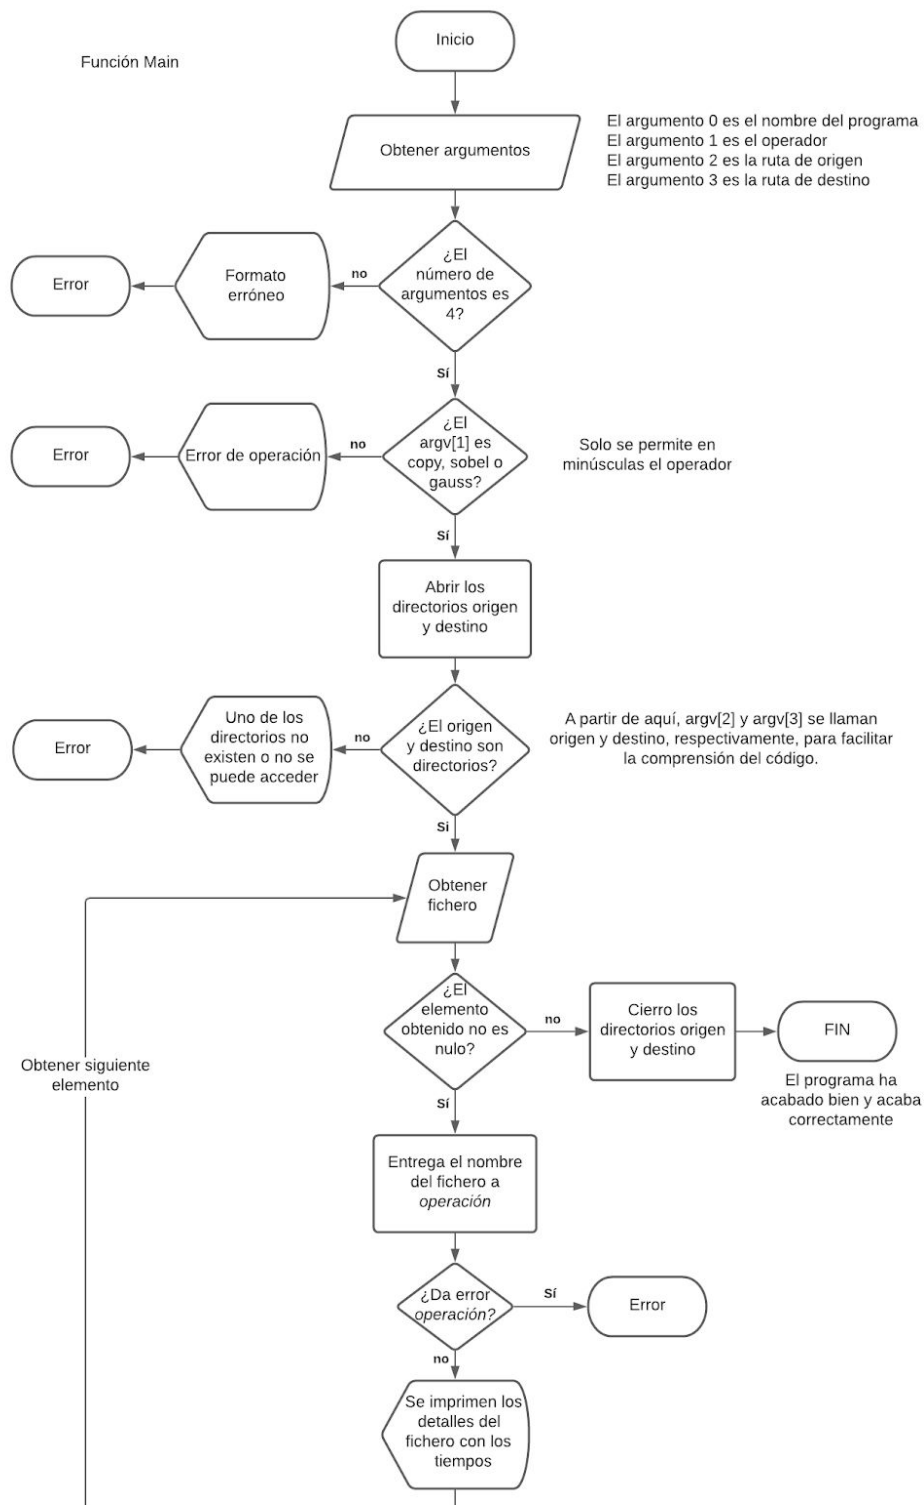 Inicio
Función Main
Obtener argumentos
El argumento 0 es el nombre del programa
El argumento 1 es el operador
El argumento 2 es la ruta de origen
El argumento 3 es la ruta de destino
¿El
número de
argumentos es
4?
no
Formato
erróneo
Error
Sí
¿El
argv[1] es
copy, sobel o
gauss?
no
Error de operación
Error
Solo se permite en
minúsculas el operador
Sí
Abrir los
directorios origen
y destino
¿El origen
y destino son
directorios?
no
Uno de los
directorios no
existen o no se
puede acceder
Error
A partir de aquí, argv[2] y argv[3] se llaman
origen y destino, respectivamente, para facilitar
la comprensión del código.
Sí
Obtener
fichero
¿El
elemento
obtenido no es
nulo?
no
Cierro los
directorios origen
y destino
FIN
El programa ha
acabado bien y acaba
correctamente
Obtener siguiente
elemento
Sí
Entrega el nombre
del fichero a
operación
¿Da error
operación?
Sí
Error
no
Se imprimen los
detalles del
fichero con los
tiempos